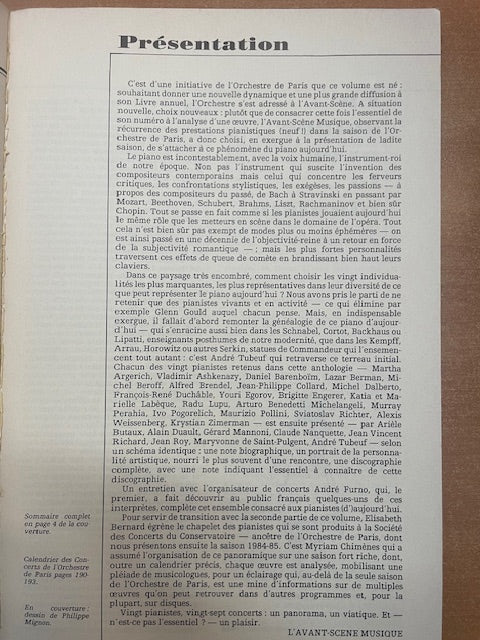 Présentation
C'est d'une initiative de l'Orchestre de Paris que ce volume est né :
souhaitant donner une nouvelle dynamique et une plus grande diffusion à
son Livre annuel, l'Orchestre s'est adressé à l'Avant-Scène. A situation
nouvelle, choix nouveaux : plutôt que de consacrer cette fois l'essentiel de
son numéro à l'analyse d'une œuvre, l'Avant-Scène Musique, observant la
récurrence des prestations pianistiques (neuf !) dans la saison de l'Or-
chestre de Paris, a donc choisi, en exergue à la présentation de ladite
saison, de s'attacher à ce phénomène du piano aujourd'hui.
Le piano est incontestablement, avec la voix humaine, l'instrument-roi
de notre époque. Non pas l'instrument qui suscite l'invention des
compositeurs contemporains mais celui qui concentre les ferveurs
critiques, les confrontations stylistiques, les exégèses, les passions — à
propos des compositeurs du passé, de Bach à Stravinski en passant par
Mozart, Beethoven, Schubert, Brahms, Liszt, Rachmaninov et bien sûr
Chopin. Tout se passe en fait comme si les pianistes jouaient aujourd'hui
le même rôle que les metteurs en scène dans le domaine de l'opéra. Tout
cela n'est bien sûr pas exempt de modes plus ou moins éphémères — on
est ainsi passé en une décennie de l'objectivité-reine à un retour en force
de la subjectivité romantique — ; mais les plus fortes personnalités
traversent ces effets de queue de comète en brandissant bien haut leurs
claviers.
Dans ce paysage très encombré, comment choisir les vingt individua-
lités les plus marquantes, les plus représentatives dans leur diversité de ce
que peut représenter le piano aujourd'hui ? Nous avons pris le parti de ne
retenir que des pianistes vivants et en activité — ce qui élimine par
exemple Glenn Gould auquel chacun pense. Mais, en indispensable
exergue, il fallait d'abord remonter la généalogie de ce piano d'aujour-
d'hui — qui s'enracine aussi bien dans les Schnabel, Cortot, Backhaus ou
Lipatti, enseignants posthumes de notre modernité, que dans les Kempff,
Arrau, Horowitz ou autres Serkin, statues de Commandeur qui l'ensemen-
cent tout autant : c'est André Tubeuf qui retraverse ce terreau initial.
Chacun des vingt pianistes retenus dans cette anthologie — Martha
Argerich, Vladimir Ashkenazy, Daniel Barenboïm, Lazar Berman, Mi-
chel Beroff, Alfred Brendel, Jean-Philippe Collard, Michel Dalberto,
François-René Duchâble, Youri Egorov, Brigitte Engerer, Katia et Ma-
rielle Labèque, Radu Lupu, Arturo Benedetti Michelangeli, Murray
Perahia, Ivo Pogorelich, Maurizio Pollini, Sviatoslav Richter, Alexis
Weissenberg, Krystian Zimerman — est ensuite présenté — par Arièle
Butaux, Alain Duault, Gérard Mannoni, Claude Nanquette, Jean Vincent
Richard, Jean Roy, Maryvonne de Saint-Pulgent, André Tubeuf — selon
un schéma identique : une note biographique, un portrait de la personna-
lité artistique, nourri le plus souvent d'une rencontre, une discographie
complète, avec une note indiquant l'essentiel à connaître de cette
discographie.
Un entretien avec l'organisateur de concerts André Furno, qui, le
premier, a fait découvrir au public français quelques-uns de ces
interprètes, complète cet ensemble consacré aux pianistes (d')aujourd'hui.
Pour servir de transition avec la seconde partie de ce volume, Elisabeth
Bernard égrène le chapelet des pianistes qui se sont produits à la Société
des Concerts du Conservatoire — ancêtre de l'Orchestre de Paris, dont
nous présentons ensuite la saison 1984-85. C'est Myriam Chimènes qui a
assumé l'organisation de ce panoramique sur une saison fort riche, dont,
outre un calendrier précis, chaque œuvre est analysée, mobilisant une
pléiade de musicologues, pour un éclairage qui, au-delà de la seule saison
de l'Orchestre de Paris, est une mine d'informations sur de multiples
œuvres qu'on peut retrouver dans d'autres programmes et, pour la
plupart, sur disques.
Vingt pianistes, vingt-sept concerts : un panorama, un viatique. Et —
n'est-ce pas l'essentiel ? — un plaisir.
L'AVANT-SCENE MUSIQUE
Sommaire complet
en page 4 de la cou-
verture.
Calendrier des Con-
certs de l'Orchestre
de Paris pages 190-
193.
En couverture :
dessin de Philippe
Mignon.